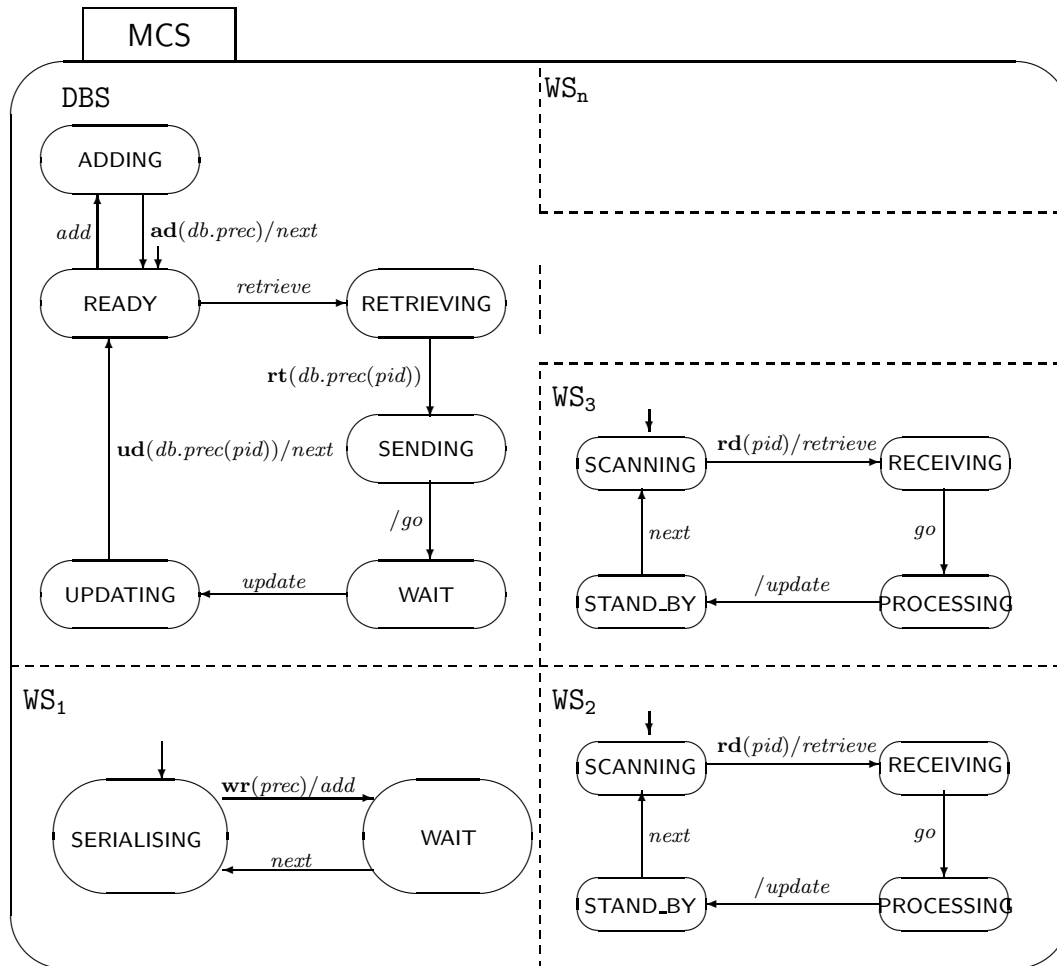 MCS
DBS
ADDING
add
ad(db.prec)/next
READY
retrieve
RETRIEVING
rt(db.prec(pid))
ud(db.prec(pid))/next
SENDING
/go
UPDATING
update
WAIT
WSn
WS3
SCANNING
rd(pid)/retrieve
RECEIVING
next
go
STAND_BY
/update
PROCESSING
WS1
SERIALISING
wr(prec)/add
WAIT
next
WS2
SCANNING
rd(pid)/retrieve
RECEIVING
next
go
STAND_BY
/update
PROCESSING